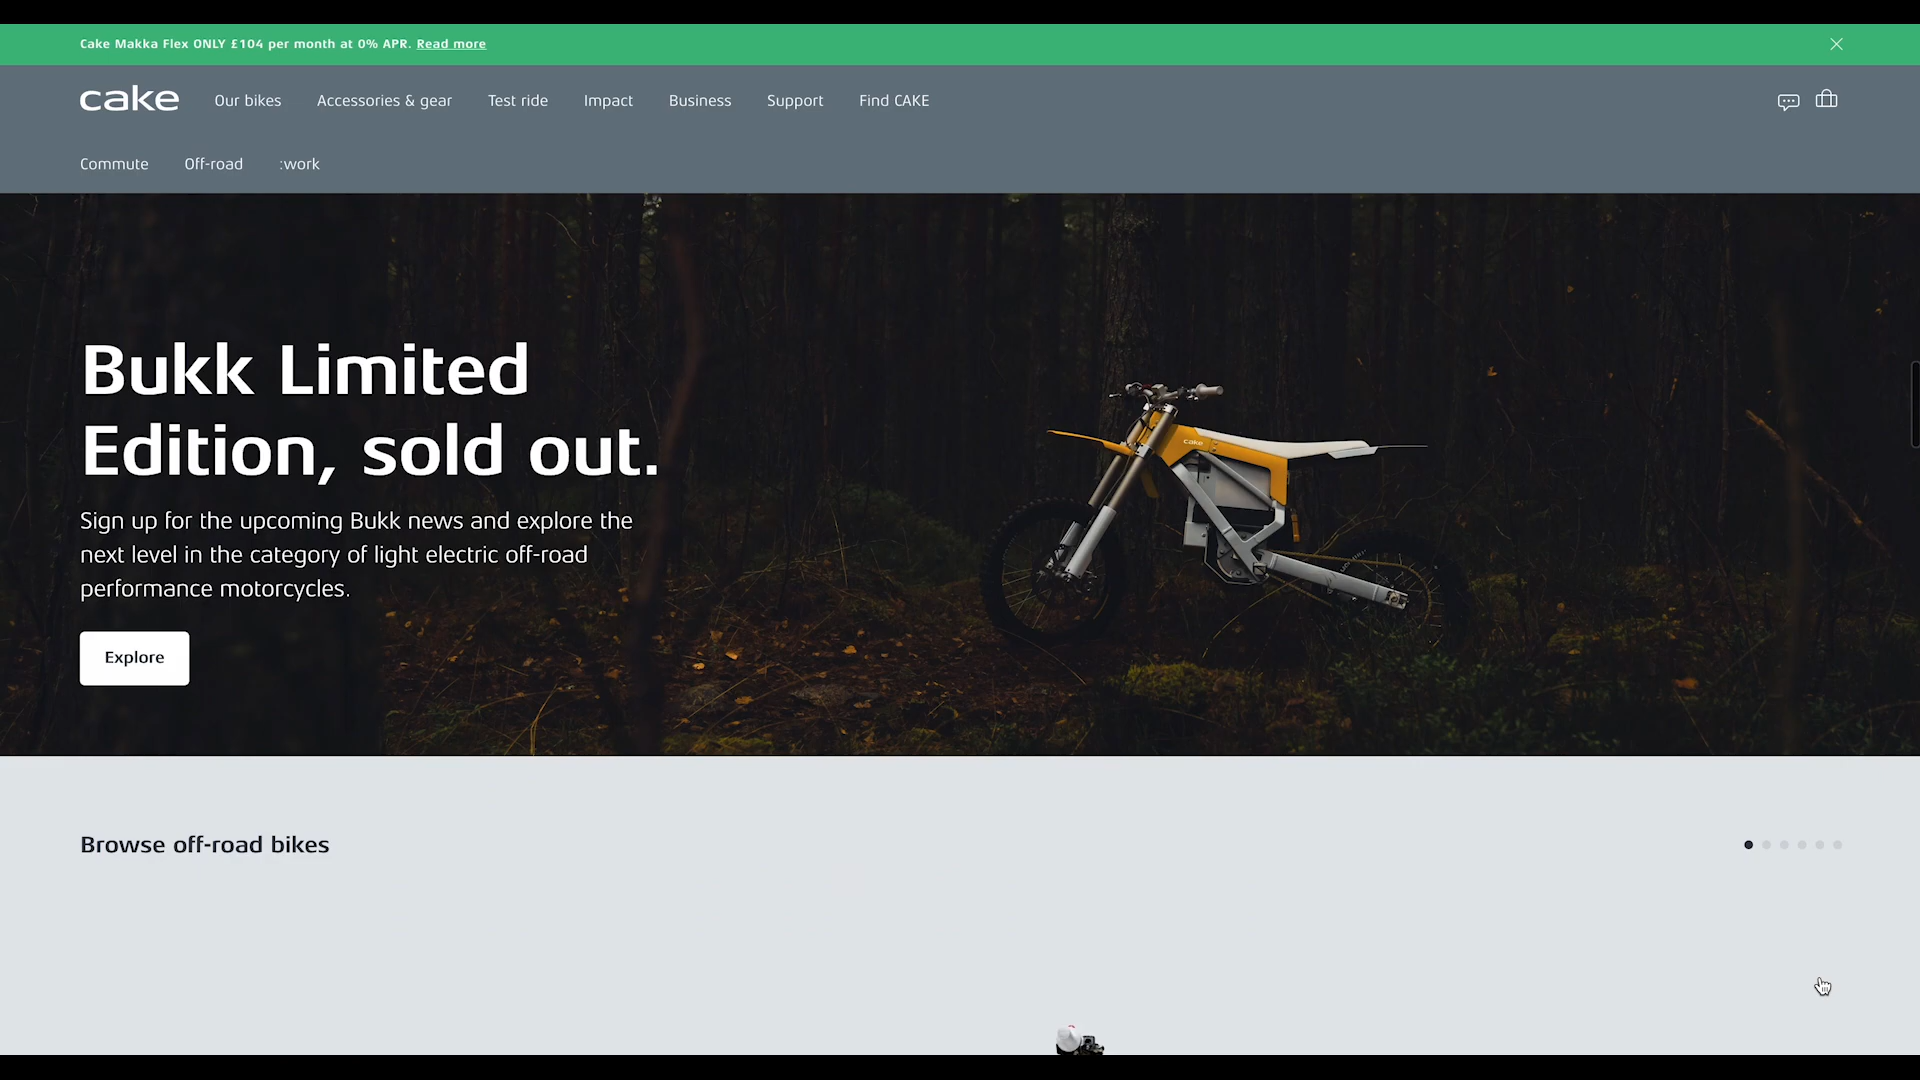 Cake Makka Flex ONLY £104 per month at 0% APR. Read more
cake
Our bikes
Accessories & gear
Test ride
Impact
Business
Support
Find CAKE
Commute
Off-road
:work
Bukk Limited
Edition, sold out.
Sign up for the upcoming Bukk news and explore the
next level in the category of light electric off-road
performance motorcycles.
Explore
cake
Browse off-road bikes